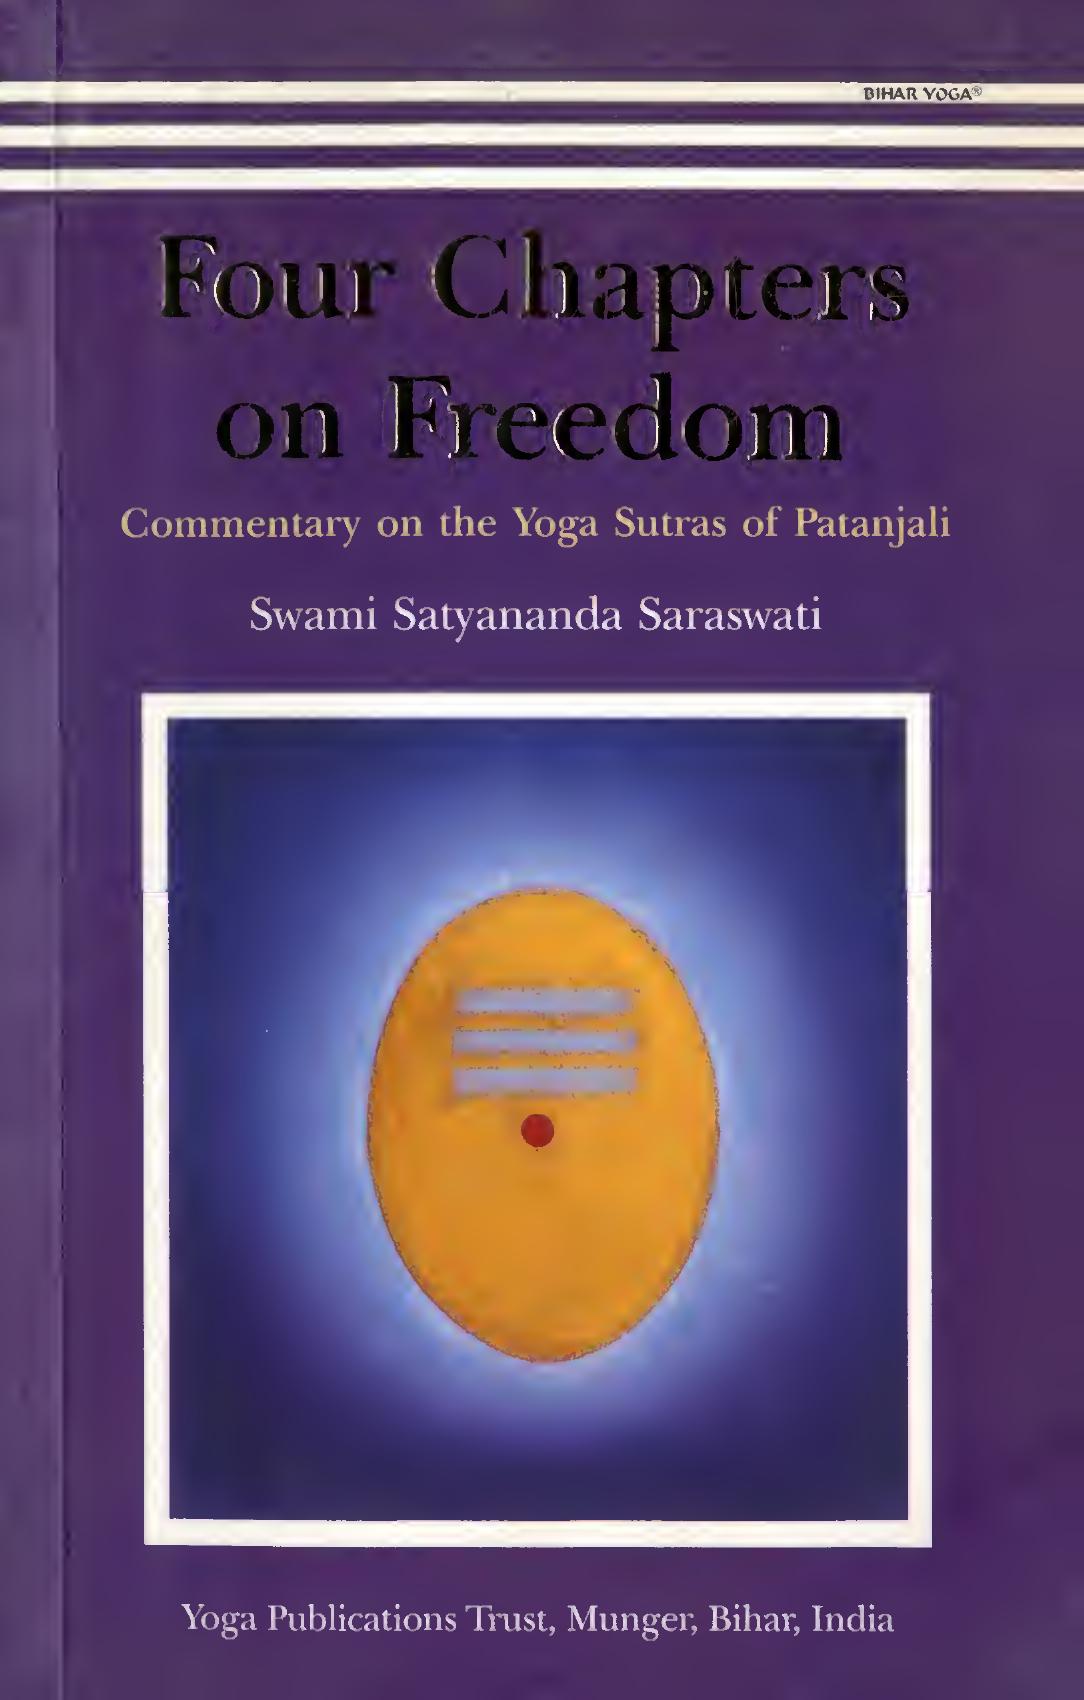 BIHAR YOGA®
Four Chapters
on Freedom
Commentary on the Yoga Sutras of Patanjali
Swami Satyananda Saraswati
Yoga Publications Trust, Munger, Bihar, India